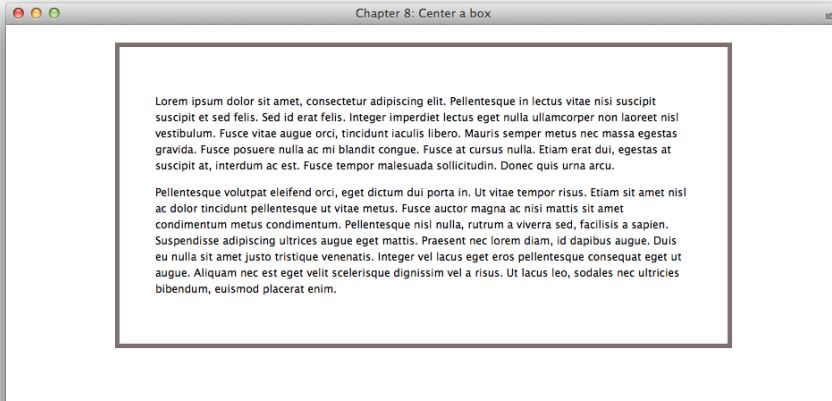 Chapter 8: Center a box
Lorem ipsum dolor sit amet, consectetur adipiscing elit. Pellentesque in lectus vitae nisi suscipit
suscipit et sed felis. Sed id erat felis. Integer imperdiet lectus eget nulla ullamcorper non laoreet nisl
vestibulum. Fusce vitae augue orci, tincidunt iaculis libero. Mauris semper metus nec massa egestas
gravida. Fusce posuere nulla ac mi blandit congue. Fusce at cursus nulla. Etiam erat dui, egestas at
suscipit at, interdum ac est. Fusce tempor malesuada sollicitudin. Donec quis urna arcu.
Pellentesque volutpat eleifend orci, eget dictum dui porta in. Ut vitae tempor risus. Etiam sit amet nisl
ac dolor tincidunt pellentesque ut vitae metus. Fusce auctor magna ac nisi mattis sit amet
condimentum metus condimentum. Pellentesque nisl nulla, rutrum a viverra sed, facilisis a sapien.
Suspendisse adipiscing ultrices augue eget mattis. Praesent nec lorem diam, id dapibus augue. Duis
eu nulla sit amet justo tristique venenatis. Integer vel lacus eget eros pellentesque consequat eget ut
augue. Aliquam nec est eget velit scelerisque dignissim vel a risus. Ut lacus leo, sodales nec ultricies
bibendum, euismod placerat enim.